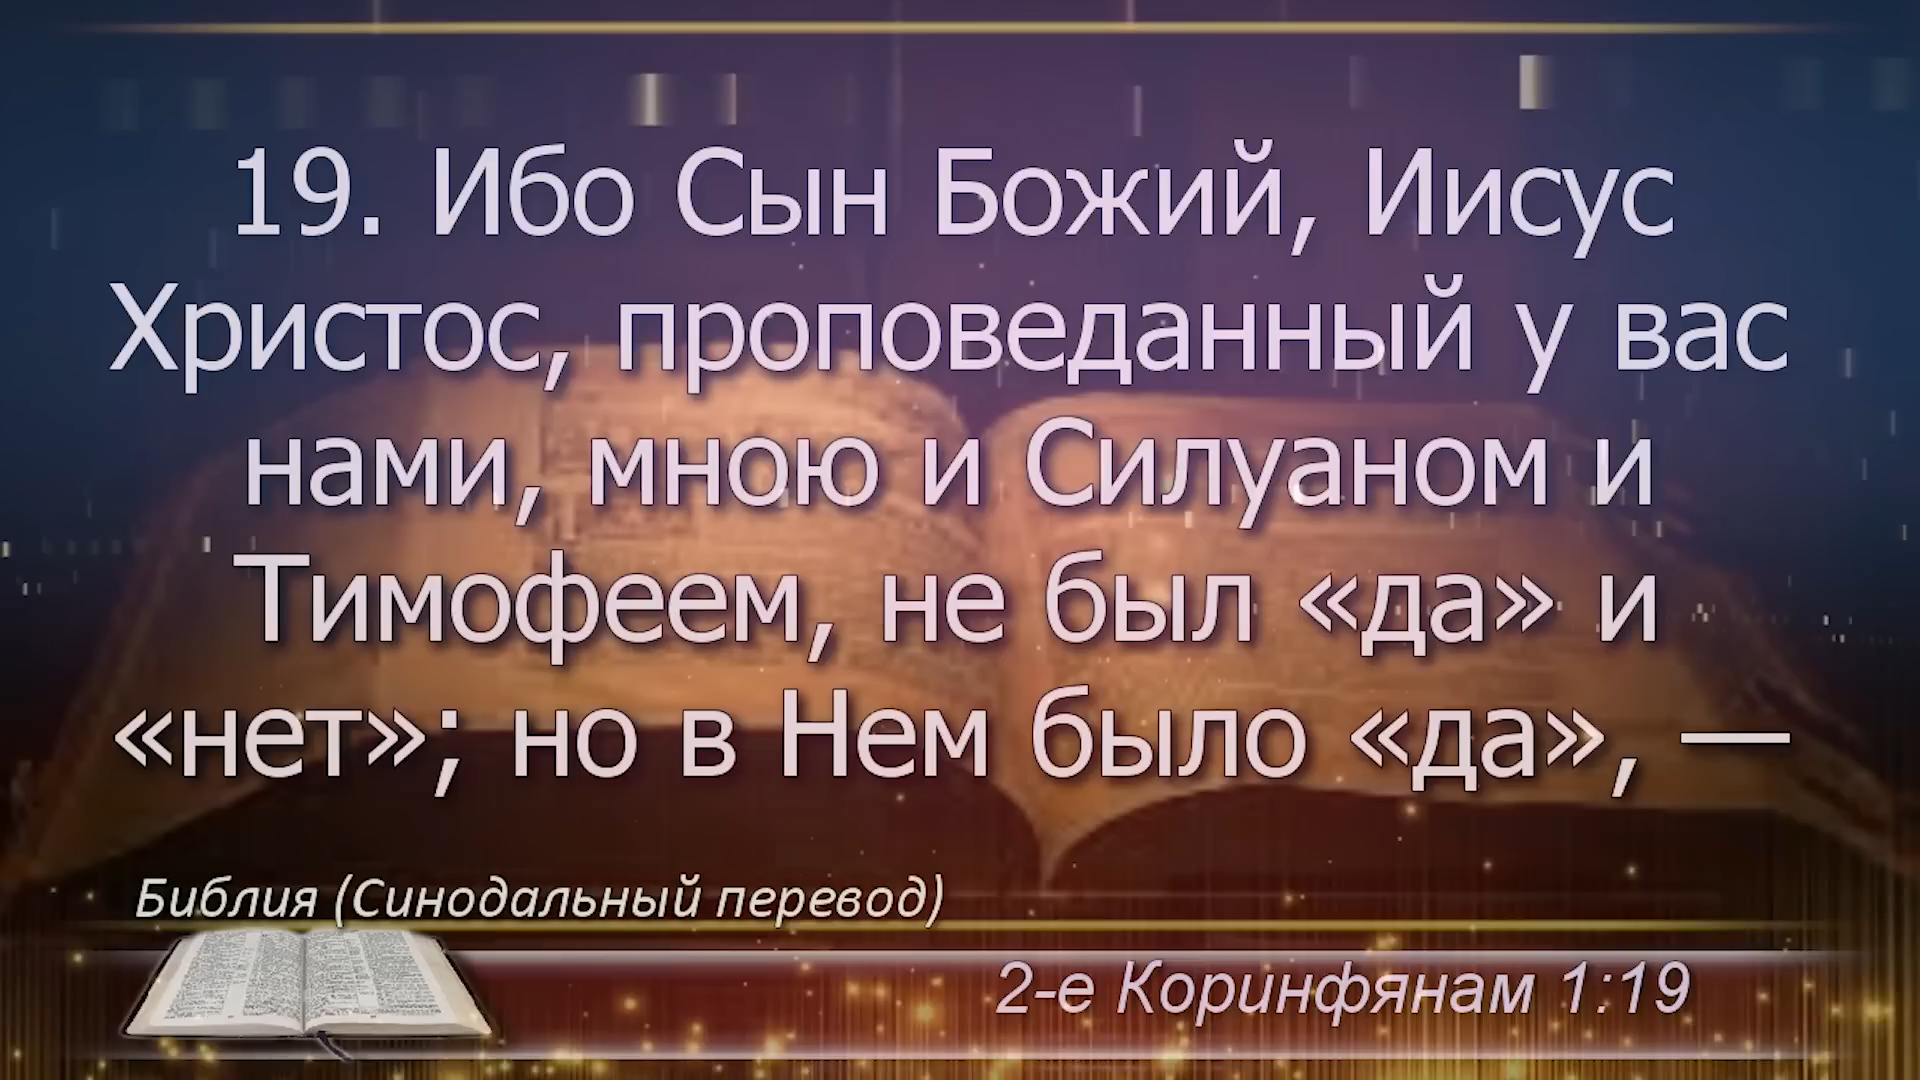 19. Ибо Сын Божий, Иисус
Христос, проповеданный у вас
нами, мною и Силуаном и
Тимофеем, не был «да» и
«нет»; но в Нем было «да», —
Библия (Синодальный перевод)
2-е Коринфянам 1:19